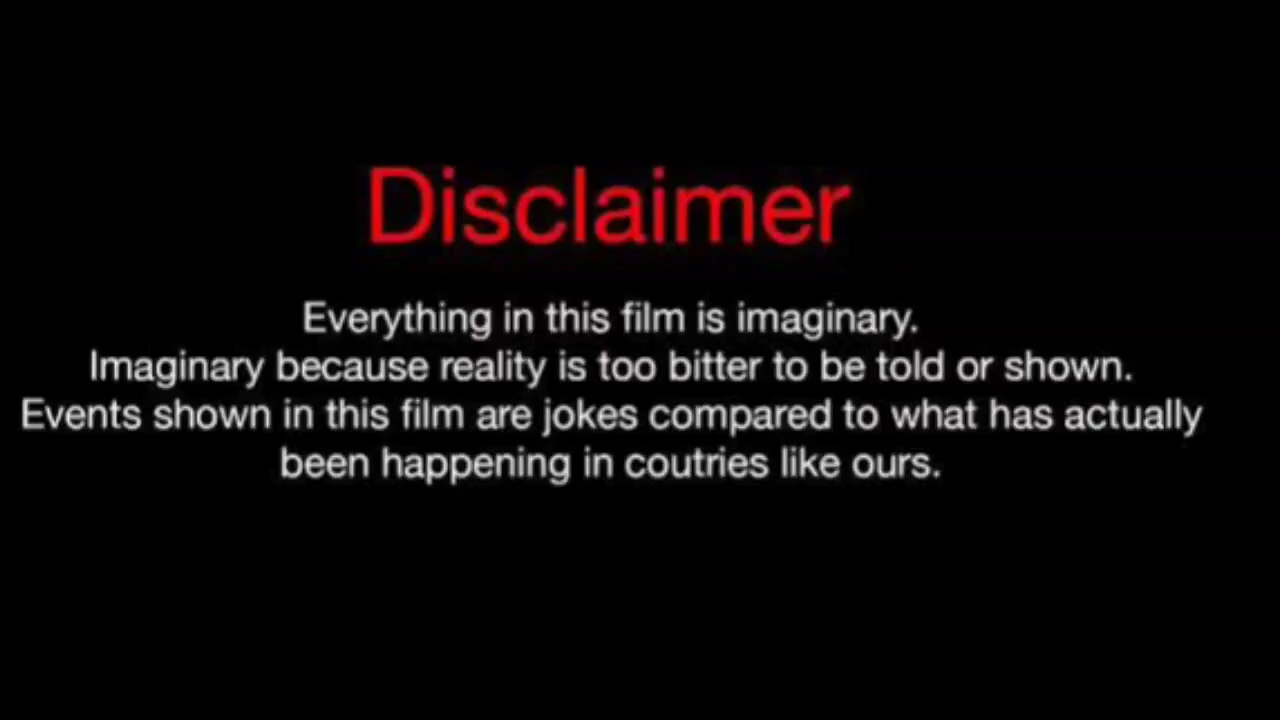 Disclaimer
Everything in this film is imaginary.
Imaginary because reality is too bitter to be told or shown.
Events shown in this film are jokes compared to what has actually
been happening in coutries like ours.